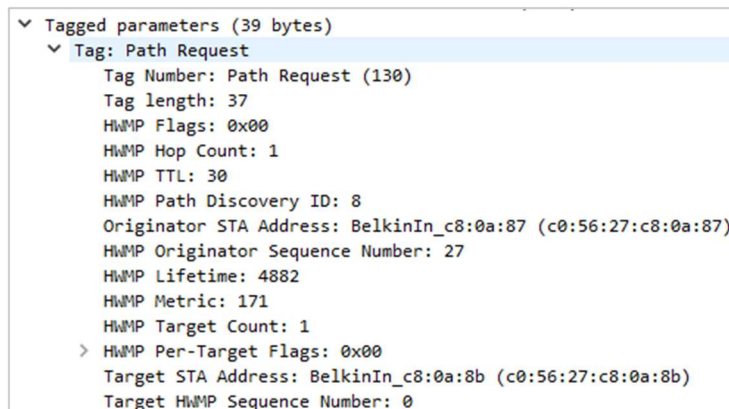 Tagged parameters (39 bytes)
Tag: Path Request
Tag Number: Path Request (130)
Tag length: 37
HWMP Flags: 0x00
HWMP Hop Count: 1
HWMP TTL: 30
HWMP Path Discovery ID: 8
Originator STA Address: BelkinIn_c8:0a:87 (c0:56:27:c8:0a:87)
HWMP Originator Sequence Number: 27
HWMP Lifetime: 4882
HWMP Metric: 171
HWMP Target Count: 1
HWMP Per-Target Flags: 0x00
Target STA Address: BelkinIn_c8:0a:8b (c0:56:27:c8:0a:8b)
Target HWMP Sequence Number: 0